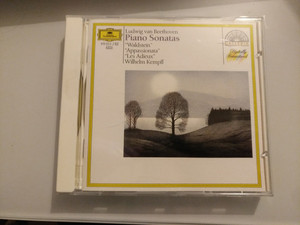 Ludwig van Beethoven
Piano Sonatas
"Waldstein"
"Appassionata"
"Les Adieux"
Wilhelm Kempff